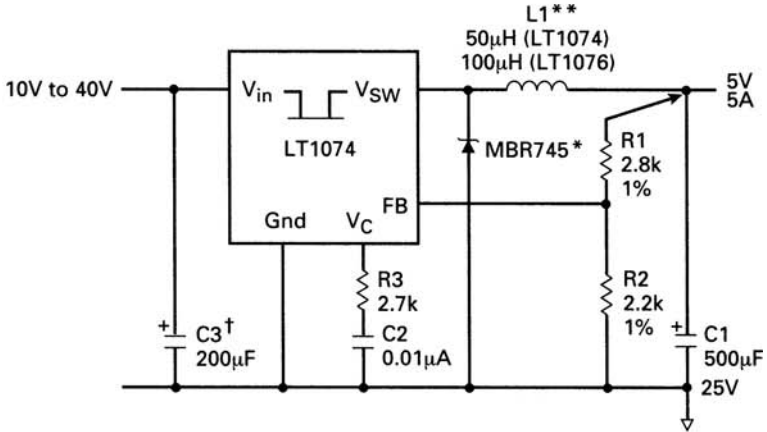 L1**
50μH (LT1074)
100μH (LT1076)
10V to 40V
Vin
VSW
LT1074
5V
5A
MBR745*
R1
2.8k
1%
FB
Gnd
VC
R3
2.7k
R2
2.2k
1%
C3†
200μF
C2
0.01μA
C1
500μF
25V
+
+